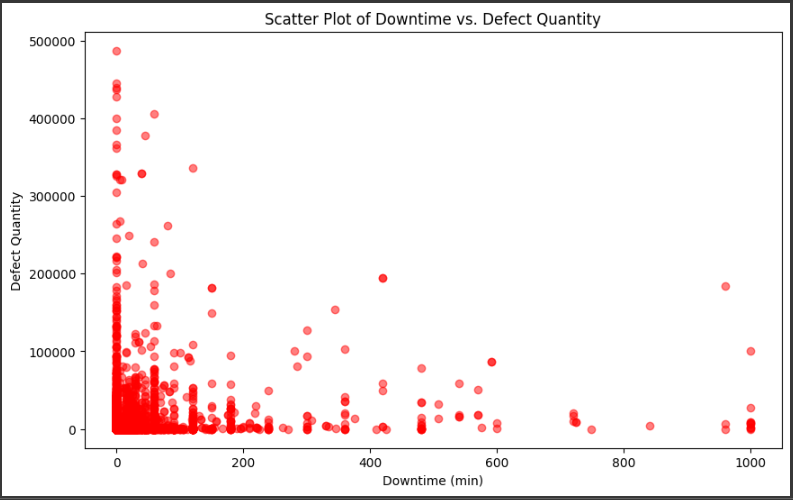 Scatter Plot of Downtime vs. Defect Quantity
500000
400000
300000
200000
100000
0
Defect Quantity
0 200 400 600 800 1000
Downtime (min)